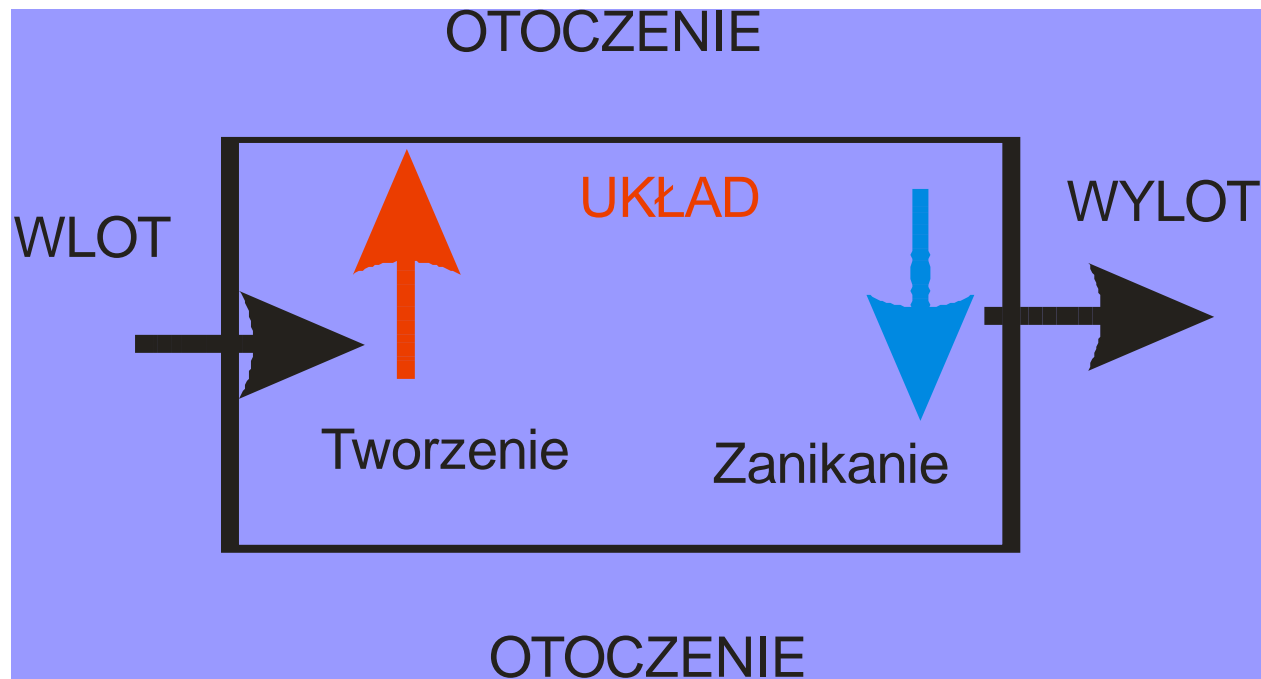 OTOCZENIE
UKŁAD
WLOT
WYLOT
Tworzenie
Zanikanie
OTOCZENIE